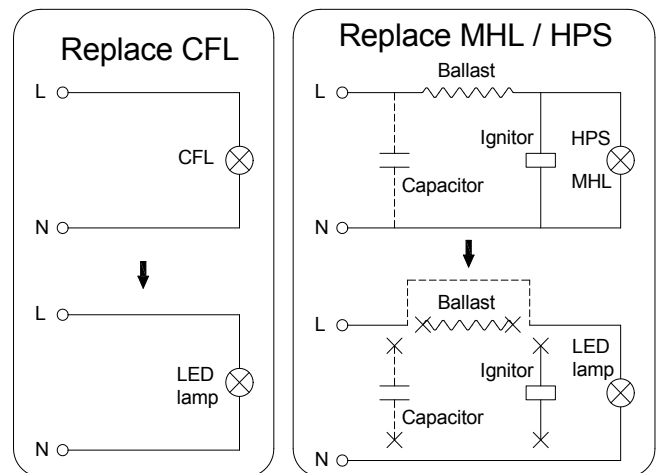 Replace CFL
L
CFL
N
L
LED
lamp
N
Replace MHL / HPS
Ballast
L
Ignitor
HPS
MHL
Capacitor
N
Ballast
L
LED
lamp
Ignitor
Capacitor
N